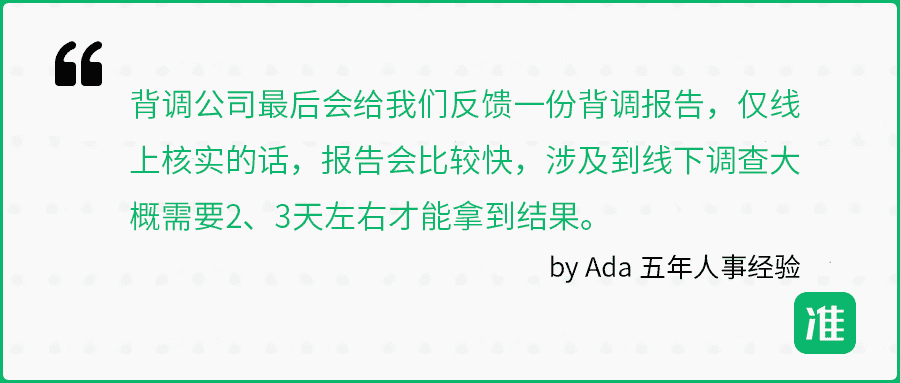 背调公司最后会给我们反馈一份背调报告，仅线
上核实的话，报告会比较快，涉及到线下调查大
概需要2、3天左右才能拿到结果。
by Ada 五年人事经验
准